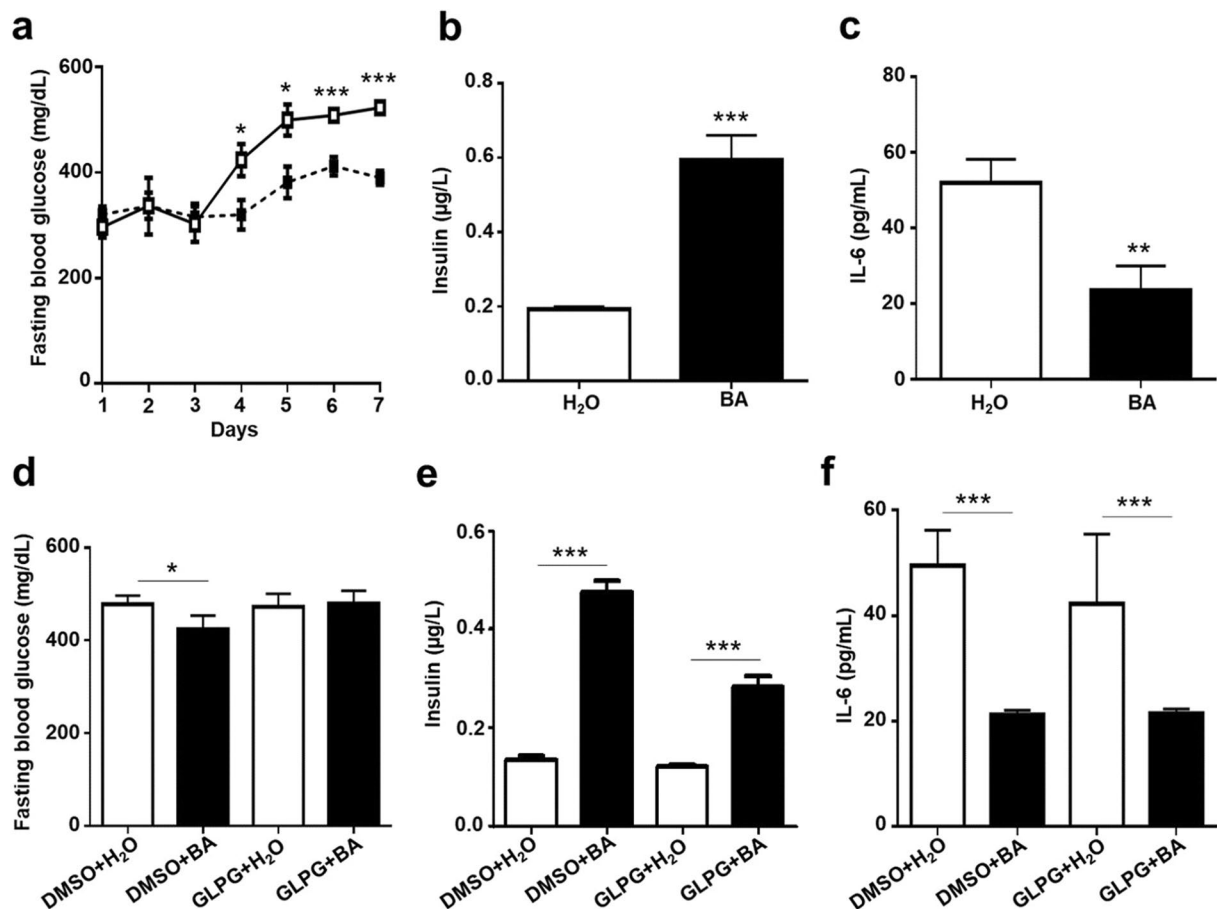 a
Fasting blood glucose (mg/dL)
600
400
200
0
* * *** ***
1 2 3 4 5 6 7
Days
b
Insulin (µg/L)
0.8
0.6
0.4
0.2
0.0
***
H₂O BA
c
IL-6 (pg/mL)
80
60
40
20
0
**
H₂O BA
d
Fasting blood glucose (mg/dL)
600
400
200
0
*
DMSO+H₂O DMSO+BA GLPG+H₂O GLPG+BA
e
Insulin (µg/L)
0.6
0.4
0.2
0.0
*** ***
DMSO+H₂O DMSO+BA GLPG+H₂O GLPG+BA
f
IL-6 (pg/mL)
60
40
20
0
*** ***
DMSO+H₂O DMSO+BA GLPG+H₂O GLPG+BA